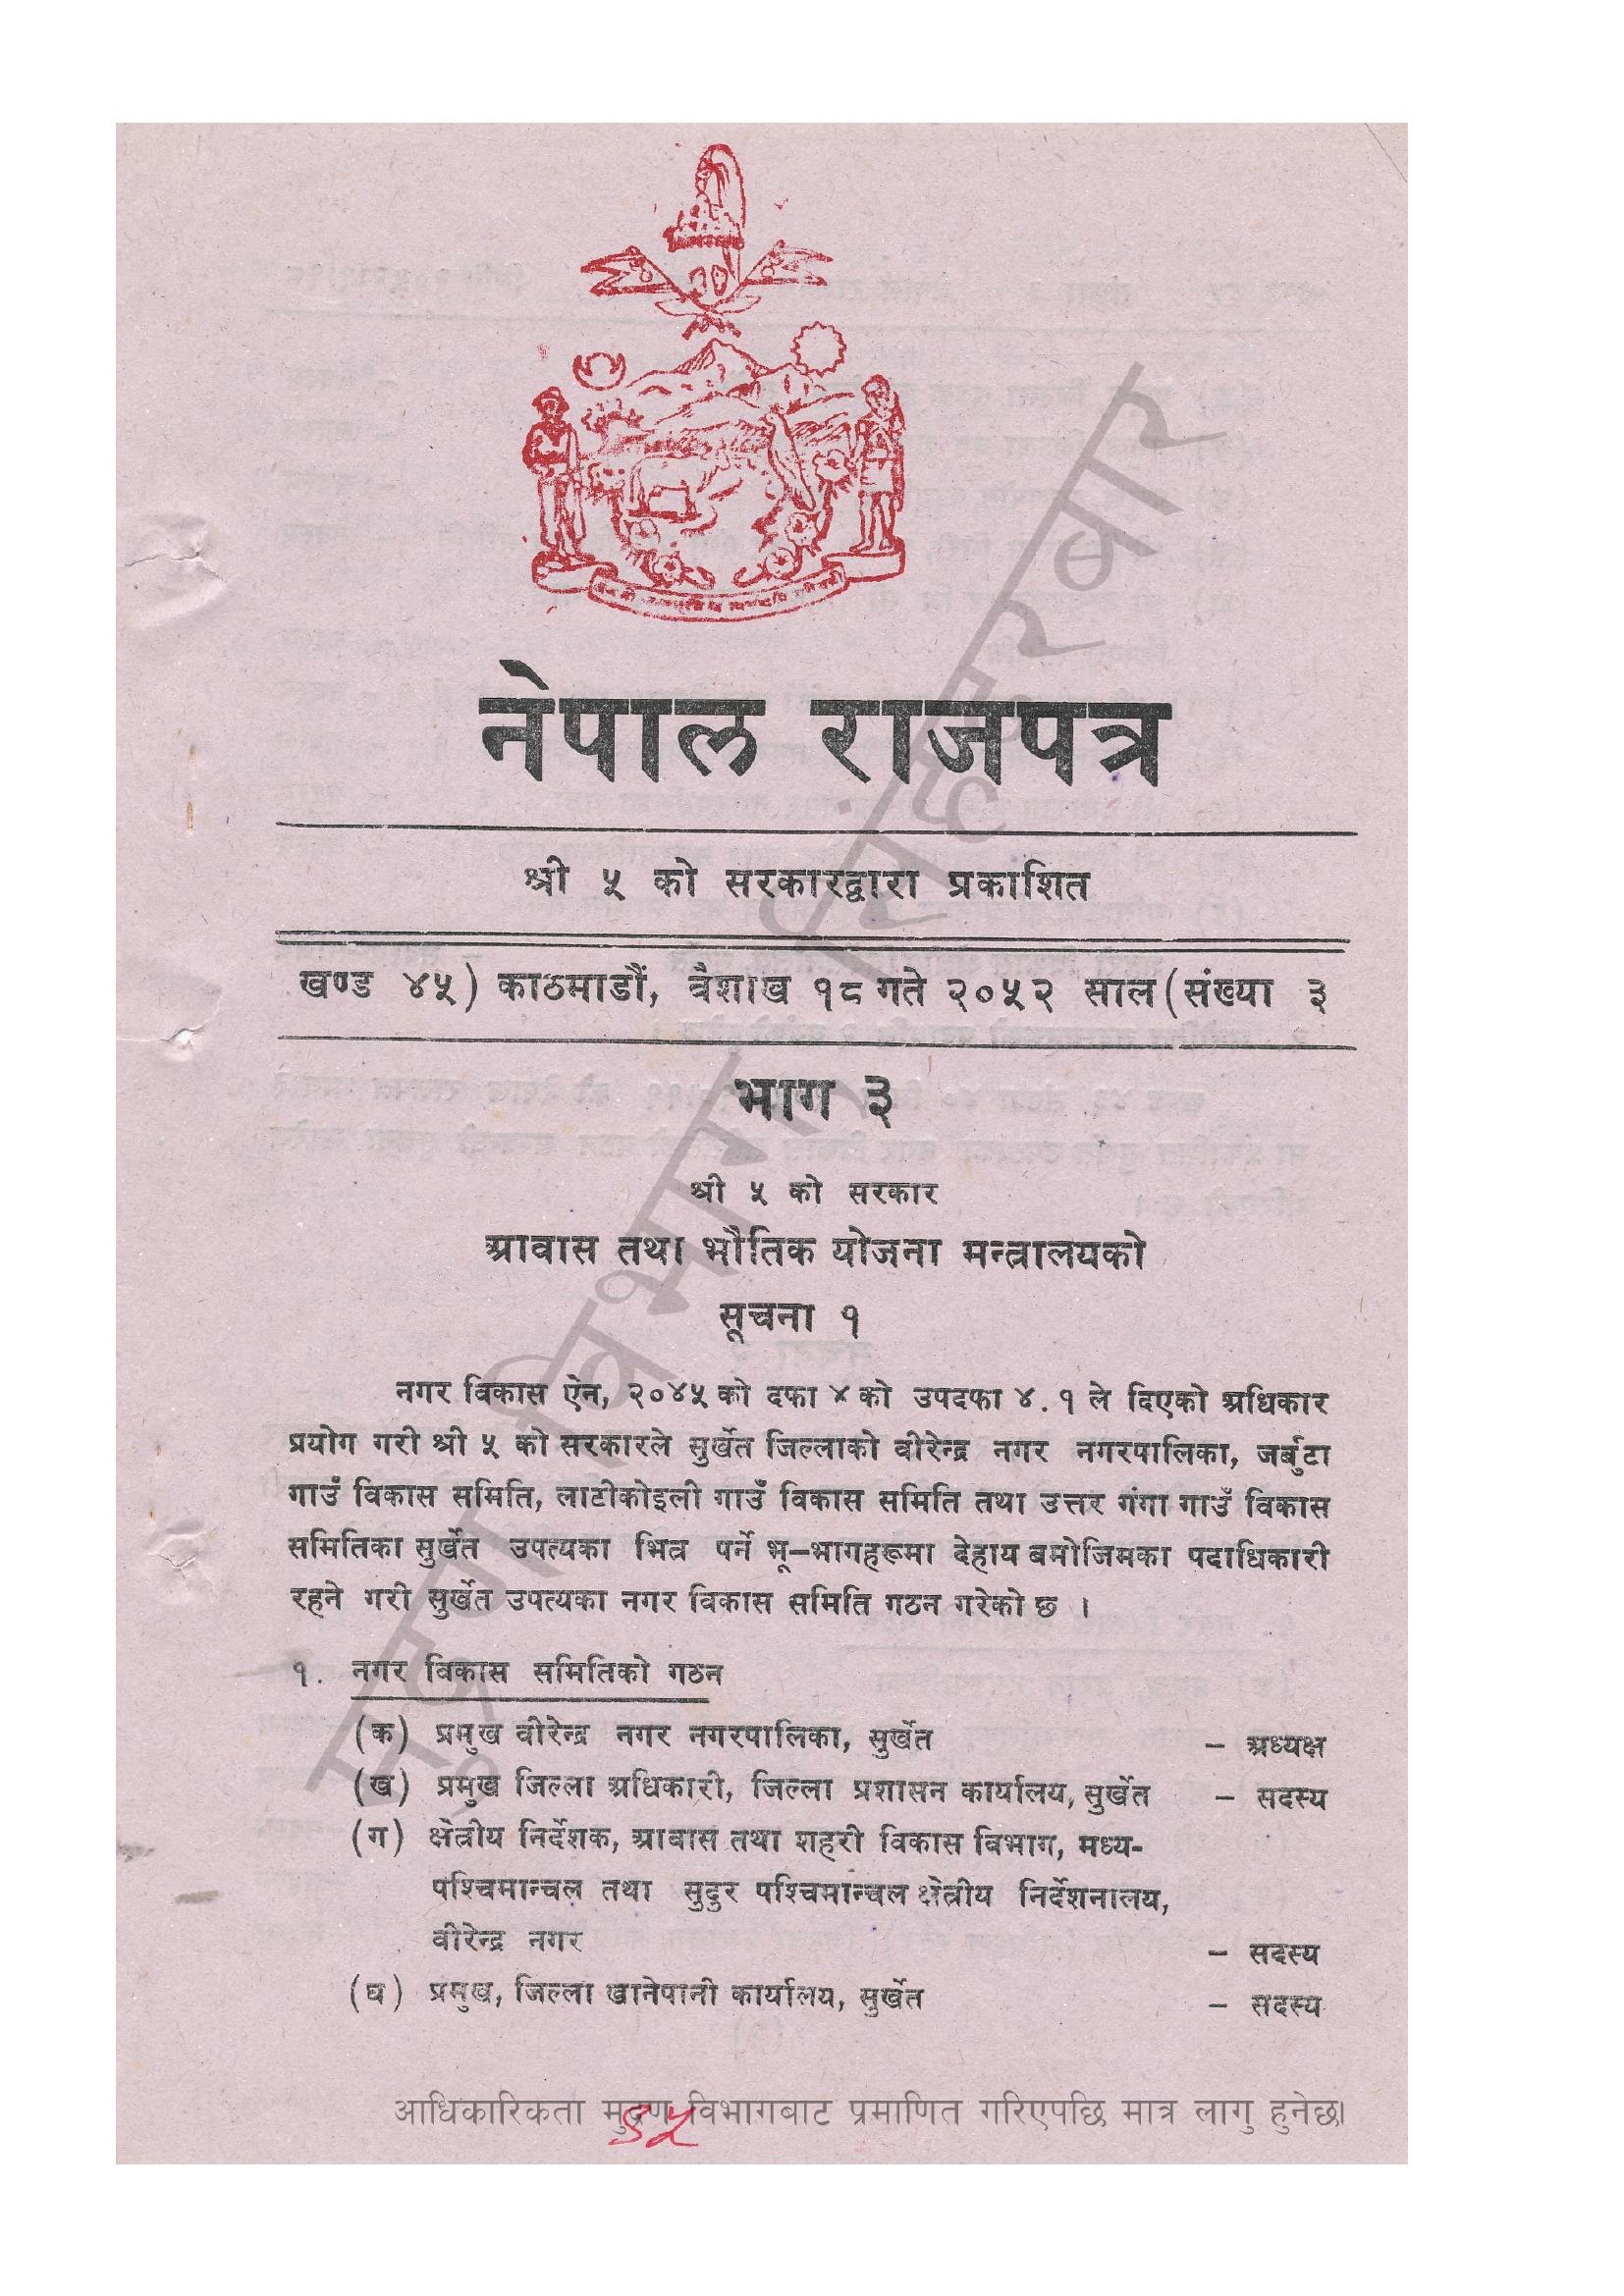 नेपाल राजपत्र
श्री ५ को सरकारद्वारा प्रकाशित
खण्ड ४५) काठमाडौं, वैशाख १८ गते २०५२ साल (संख्या ३
भाग ३
श्री ५ को सरकार
आवास तथा भौतिक योजना मन्त्रालयको
सूचना १
नगर विकास ऐन, २०४५ को दफा ४ को उपदफा ४.१ ले दिएको अधिकार
प्रयोग गरी श्री ५ को सरकारले सुर्खेत जिल्लाको वीरेन्द्र नगर नगरपालिका, जर्बुटा
गाउँ विकास समिति, लाटीकोइली गाउँ विकास समिति तथा उत्तर गंगा गाउँ विकास
समितिका सुर्खेत उपत्यका भित्र पर्ने भू-भागहरूमा देहाय बमोजिमका पदाधिकारी
रहने गरी सुर्खेत उपत्यका नगर विकास समिति गठन गरेको छ ।
१. नगर विकास समितिको गठन
(क) प्रमुख वीरेन्द्र नगर नगरपालिका, सुर्खेत – अध्यक्ष
(ख) प्रमुख जिल्ला अधिकारी, जिल्ला प्रशासन कार्यालय, सुर्खेत – सदस्य
(ग) क्षेत्रीय निर्देशक, आवास तथा शहरी विकास विभाग, मध्य-
पश्चिमान्चल तथा सुदुर पश्चिमान्चल क्षेत्रीय निर्देशनालय,
वीरेन्द्र नगर – सदस्य
(घ) प्रमुख, जिल्ला खानेपानी कार्यालय, सुर्खेत – सदस्य
आधिकारिकता मुद्रण विभागबाट प्रमाणित गरिएपछि मात्र लागु हुनेछ।